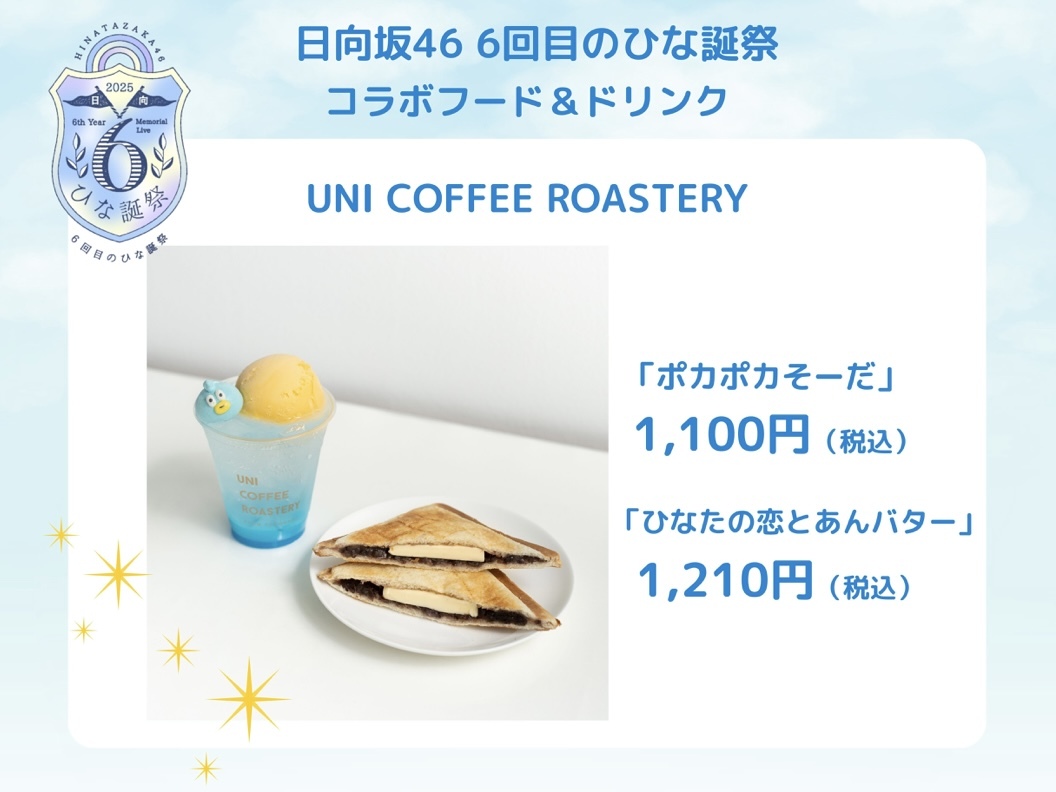 HINATAZAKA46
2025
日 向
6th Year Memorial Live
6
ひな誕祭
6回目のひな誕祭
日向坂46 6回目のひな誕祭
コラボフード＆ドリンク
UNI COFFEE ROASTERY
UNI
COFFEE
ROASTERY
「ポカポカそーだ」
1,100円（税込）
「ひなたの恋とあんバター」
1,210円（税込）